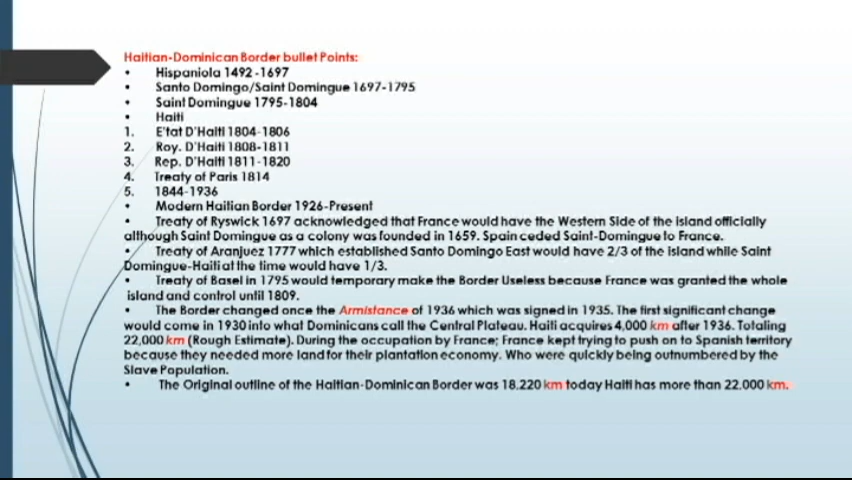 Haitian-Dominican Border bullet Points:
• Hispaniola 1492 -1697
• Santo Domingo/Saint Domingue 1697-1795
• Saint Domingue 1795-1804
• Haiti
1. E'tat D'Haiti 1804-1806
2. Roy. D'Haiti 1808-1811
3. Rep. D'Haiti 1811-1820
4. Treaty of Paris 1814
5. 1844-1936
• Modern Haitian Border 1926-Present
• Treaty of Ryswick 1697 acknowledged that France would have the Western Side of the island officially
although Saint Domingue as a colony was founded in 1659. Spain ceded Saint-Domingue to France.
• Treaty of Aranjuez 1777 which established Santo Domingo East would have 2/3 of the island while Saint
Domingue-Haiti at the time would have 1/3.
• Treaty of Basel in 1795 would temporary make the Border Useless because France was granted the whole
island and control until 1809.
• The Border changed once the Armistance of 1936 which was signed in 1935. The first significant change
would come in 1930 into what Dominicans call the Central Plateau. Haiti acquires 4,000 km after 1936. Totaling
22,000 km (Rough Estimate). During the occupation by France; France kept trying to push on to Spanish territory
because they needed more land for their plantation economy. Who were quickly being outnumbered by the
Slave Population.
• The Original outline of the Haitian-Dominican Border was 18,220 km today Haiti has more than 22,000 km.